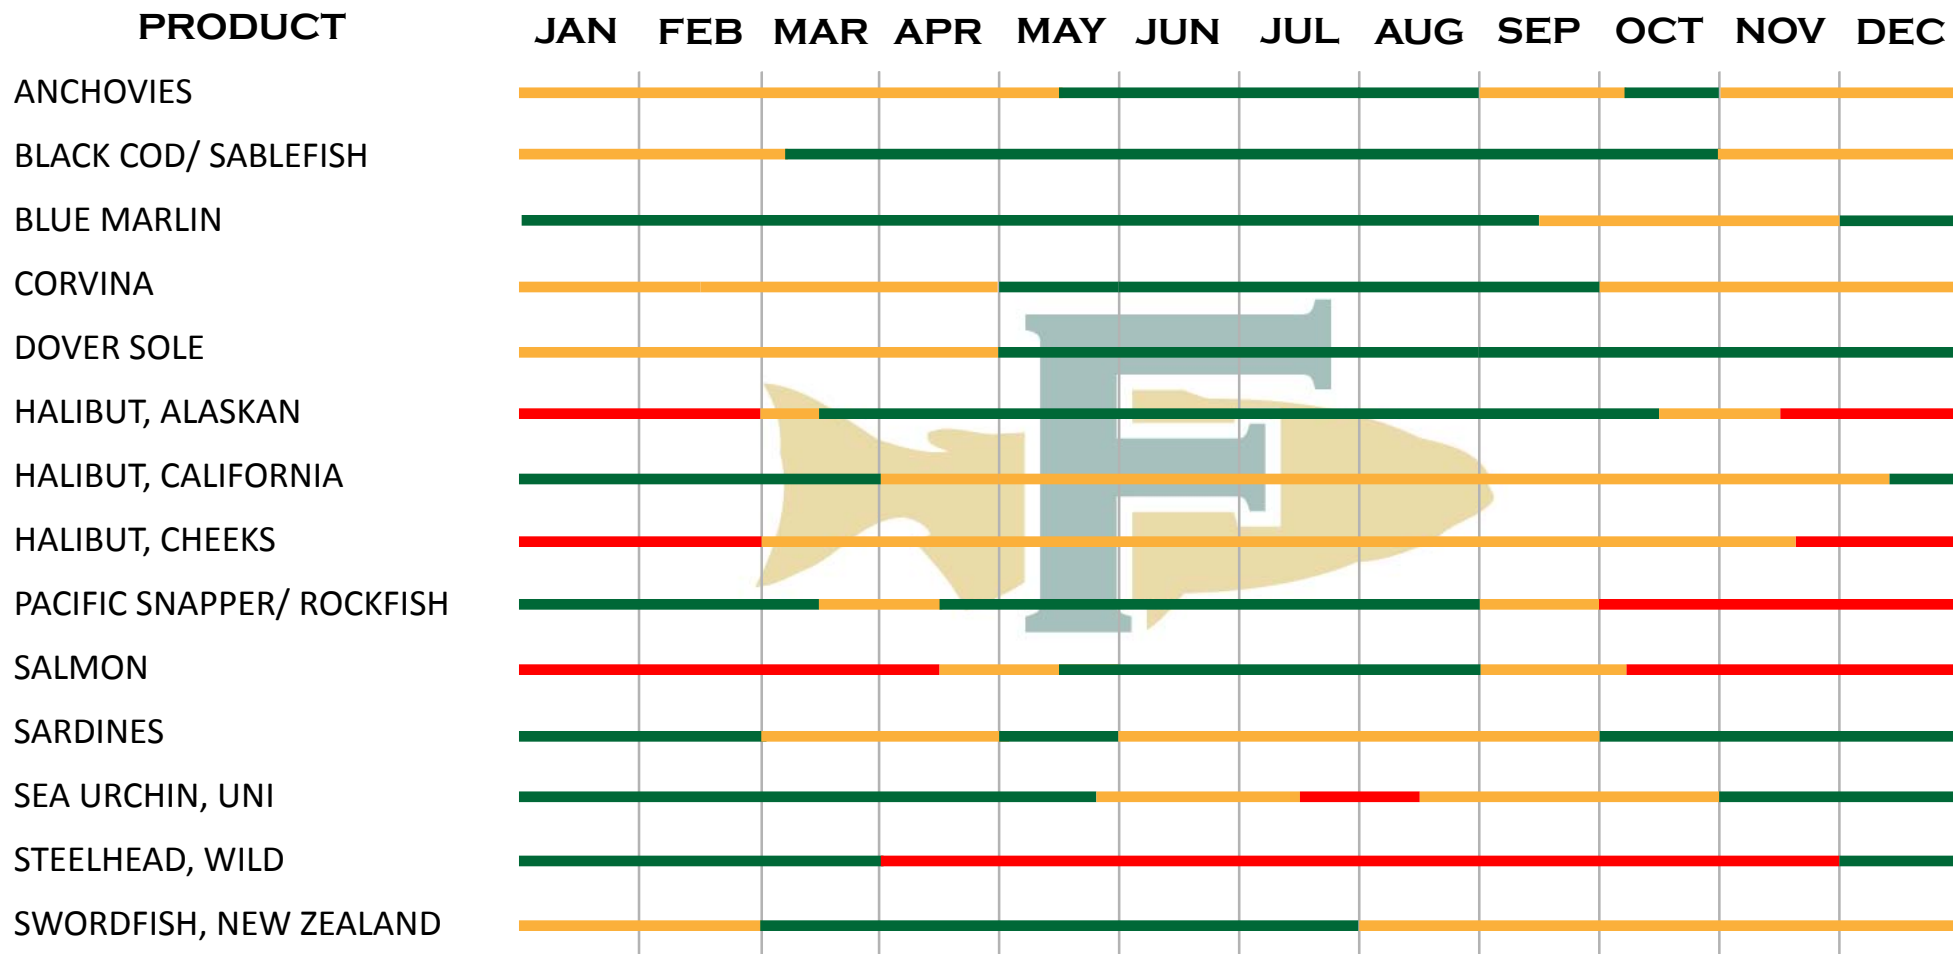 PRODUCT JAN FEB MAR APR MAY JUN JUL AUG SEP OCT NOV DEC
ANCHOVIES
BLACK COD/ SABLEFISH
BLUE MARLIN
CORVINA
DOVER SOLE
HALIBUT, ALASKAN
HALIBUT, CALIFORNIA
HALIBUT, CHEEKS
PACIFIC SNAPPER/ ROCKFISH
SALMON
SARDINES
SEA URCHIN, UNI
STEELHEAD, WILD
SWORDFISH, NEW ZEALAND
F